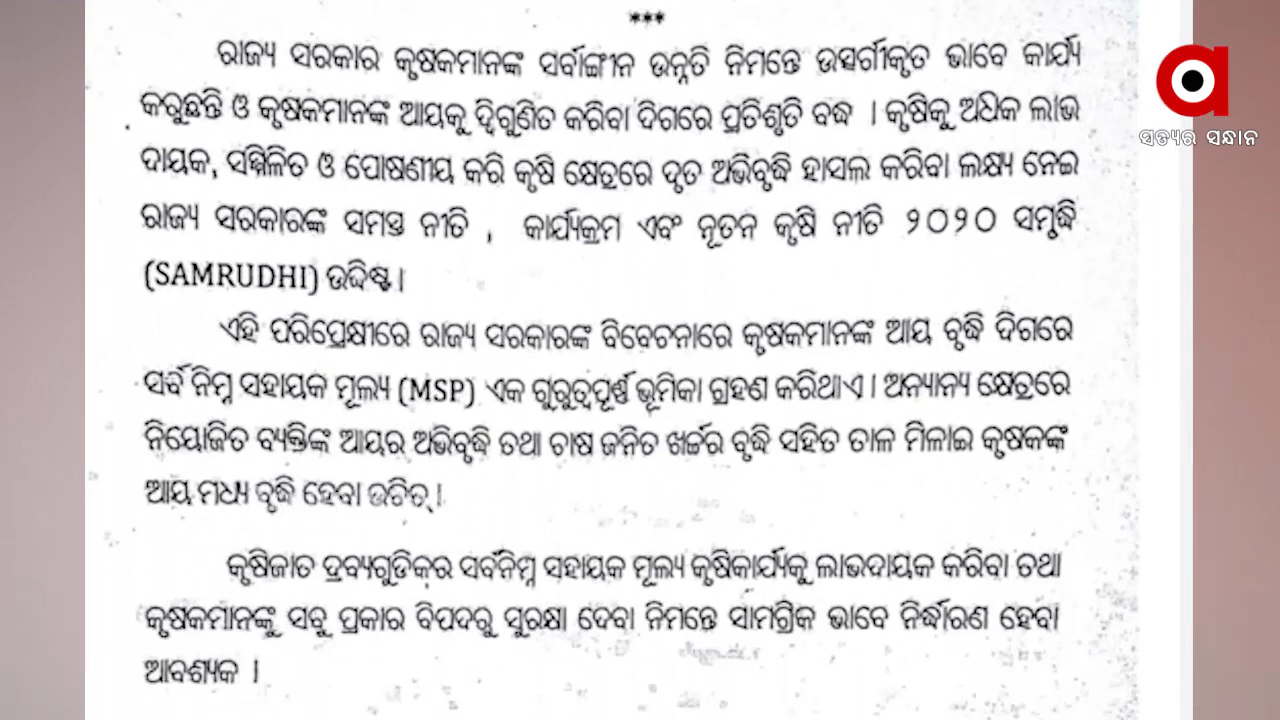 ***
ରାଜ୍ୟ ସରକାର କୃଷକମାନଙ୍କ ସର୍ବାଙ୍ଗୀନ ଉନ୍ନତି ନିମନ୍ତେ ଉତ୍ସର୍ଗୀକୃତ ଭାବେ କାର୍ଯ୍ୟ
କରୁଛନ୍ତି ଓ କୃଷକମାନଙ୍କ ଆୟକୁ ଦ୍ୱିଗୁଣିତ କରିବା ଦିଗରେ ପ୍ରତିଶୃତି ବଦ୍ଧ । କୃଷିକୁ ଅଧିକ ଲାଭ
ସତ୍ୟର ସନ୍ଧାନ
ଦାୟକ, ସମ୍ମିଳିତ ଓ ପୋଷଣୀୟ କରି କୃଷି କ୍ଷେତ୍ରରେ ଦୃତ ଅଭିବୃଦ୍ଧି ହାସଲ କରିବା ଲକ୍ଷ୍ୟ ନେଇ
ରାଜ୍ୟ ସରକାରଙ୍କ ସମସ୍ତ ନୀତି , କାର୍ଯ୍ୟକ୍ରମ ଏବଂ ନୂତନ କୃଷି ନୀତି ୨୦୨୦ ସମୃଦ୍ଧି
(SAMRUDHI) ଉଦ୍ଦିଷ୍ଟ ।
ଏହି ପରିପ୍ରେକ୍ଷୀରେ ରାଜ୍ୟ ସରକାରଙ୍କ ବିବେଚନାରେ କୃଷକମାନଙ୍କ ଆୟ ବୃଦ୍ଧି ଦିଗରେ
ସର୍ବ ନିମ୍ନ ସହାୟକ ମୂଲ୍ୟ (MSP) ଏକ ଗୁରୁତ୍ୱପୂର୍ଣ୍ଣ ଭୂମିକା ଗ୍ରହଣ କରିଥାଏ । ଅନ୍ୟାନ୍ୟ କ୍ଷେତ୍ରରେ
ନିୟୋଜିତ ବ୍ୟକ୍ତିଙ୍କ ଆୟର ଅଭିବୃଦ୍ଧି ତଥା ଚାଷ ଜନିତ ଖର୍ଚ୍ଚର ବୃଦ୍ଧି ସହିତ ତାଳ ମିଳାଇ କୃଷକଙ୍କ
ଆୟ ମଧ୍ୟ ବୃଦ୍ଧି ହେବା ଉଚିତ୍ ।
କୃଷିଜାତ ଦ୍ରବ୍ୟଗୁଡିକ୍‌ର ସର୍ବନିମ୍ନ ସହାୟକ ମୂଲ୍ୟ କୃଷିକାର୍ଯ୍ୟକୁ ଲାଭଦାୟକ କରିବା ତଥା
କୃଷକମାନଙ୍କୁ ସବୁ ପ୍ରକାର ବିପଦରୁ ସୁରକ୍ଷା ଦେବା ନିମନ୍ତେ ସାମଗ୍ରିକ ଭାବେ ନିର୍ଦ୍ଧାରଣ ହେବା
ଆବଶ୍ୟକ ।